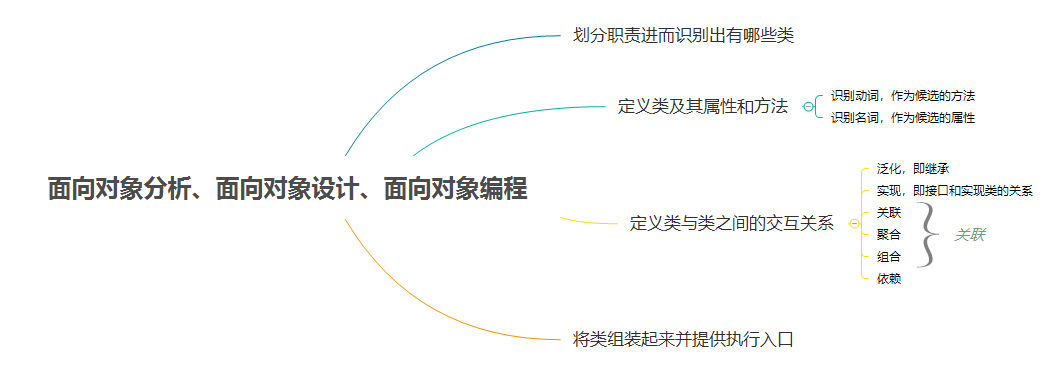 面向对象分析、面向对象设计、面向对象编程
划分职责进而识别出有哪些类
定义类及其属性和方法
识别动词，作为候选的方法
识别名词，作为候选的属性
定义类与类之间的交互关系
泛化，即继承
实现，即接口和实现类的关系
关联
聚合
组合
关联
依赖
将类组装起来并提供执行入口